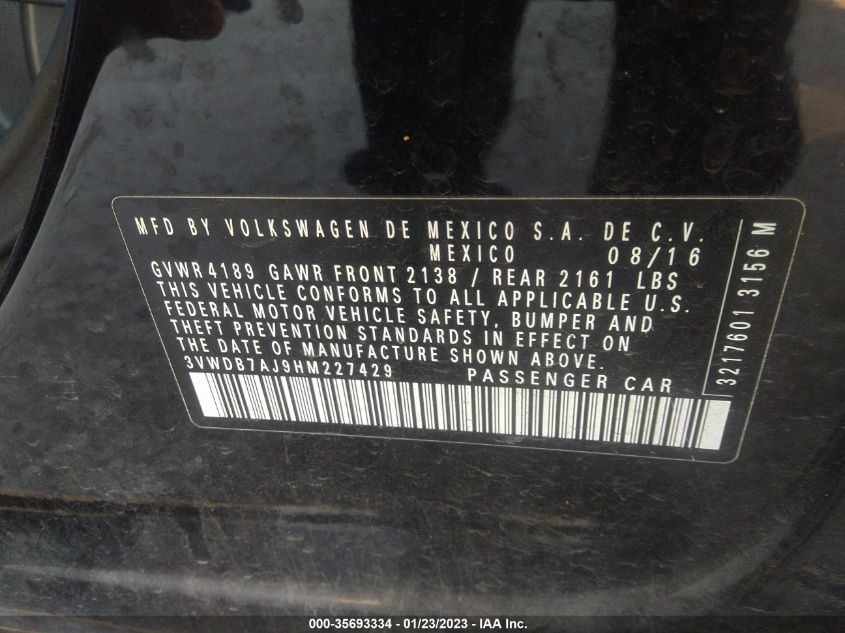 MFD BY VOLKSWAGEN DE MEXICO S.A. DE C.V.
MEXICO 08/16
GVWR 4189 GAWR FRONT 2138 / REAR 2161 LBS
THIS VEHICLE CONFORMS TO ALL APPLICABLE U.S.
FEDERAL MOTOR VEHICLE SAFETY, BUMPER AND
THEFT PREVENTION STANDARDS IN EFFECT ON
THE DATE OF MANUFACTURE SHOWN ABOVE.
3VWDB7AJ9HM227429 PASSENGER CAR
3217601 3156 M
000-35693334 / 01/23/2023 - © IAA Inc.